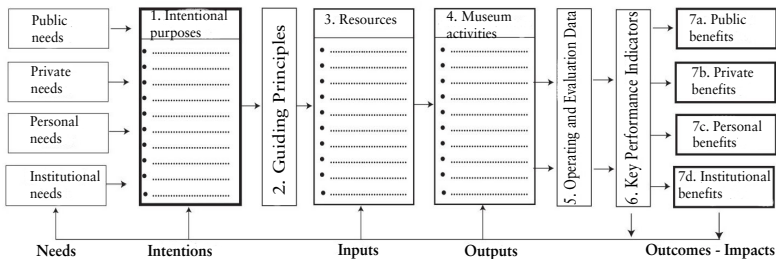 Public
needs
Private
needs
Personal
needs
Institutional
needs
1. Intentional
purposes
2. Guiding Principles
3. Resources
4. Museum
activities
5. Operating and Evaluation Data
6. Key Performance Indicators
7a. Public
benefits
7b. Private
benefits
7c. Personal
benefits
7d. Institutional
benefits
Needs
Intentions
Inputs
Outputs
Outcomes - Impacts